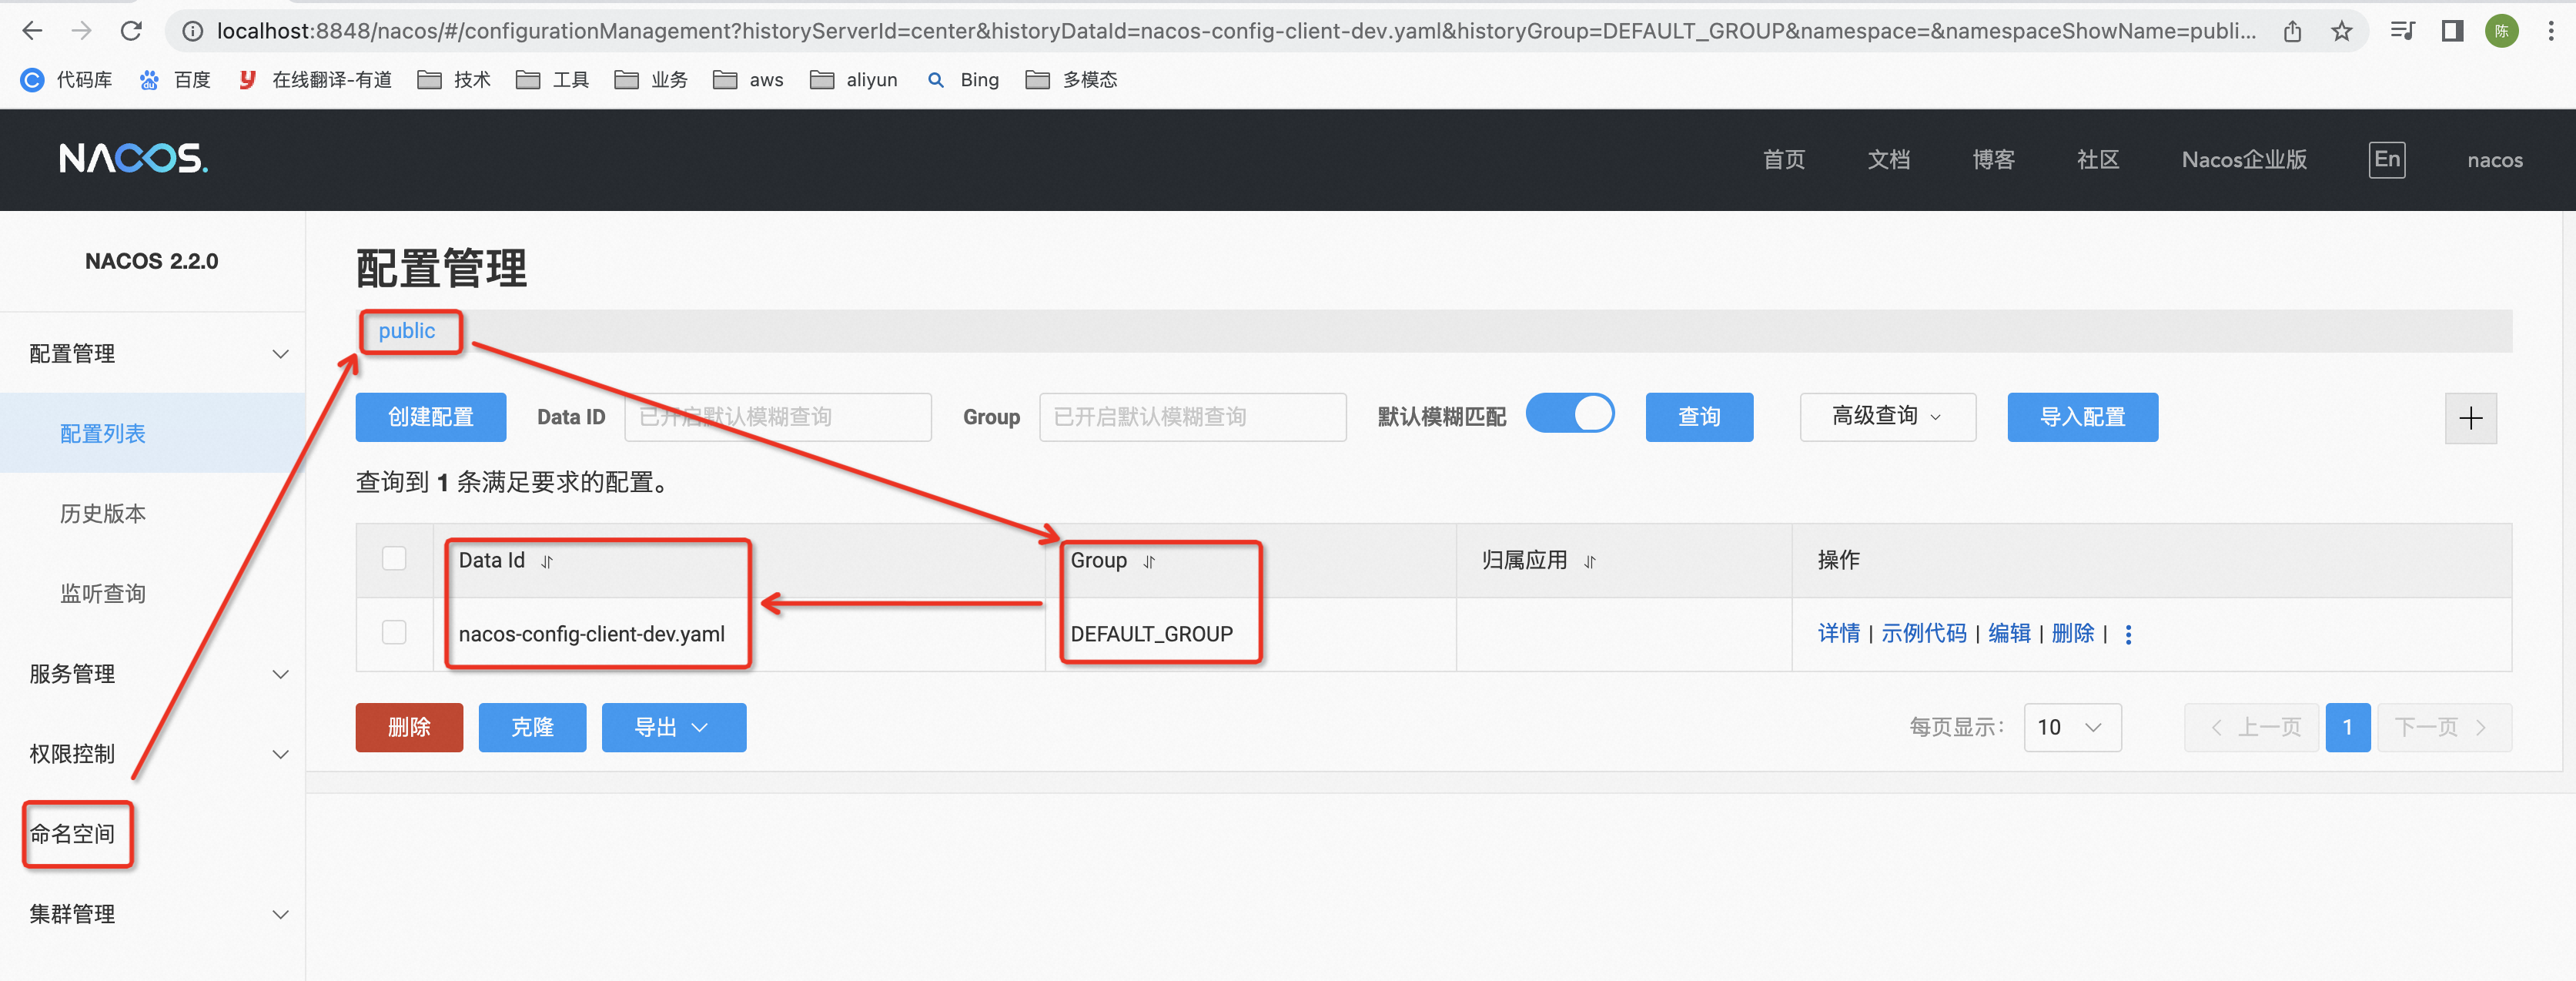 localhost:8848/nacos/#/configurationManagement?historyServerId=center&historyDataId=nacos-config-client-dev.yaml&historyGroup=DEFAULT_GROUP&namespace=&namespaceShowName=publi...
陈
代码库 百度 在线翻译-有道 技术 工具 业务 aws aliyun Bing 多模态
NACOS. 首页 文档 博客 社区 Nacos企业版 En nacos
NACOS 2.2.0
配置管理
配置列表
历史版本
监听查询
服务管理
权限控制
命名空间
集群管理
配置管理
public
创建配置 Data ID 已开启默认模糊查询 Group 已开启默认模糊查询 默认模糊匹配 查询 高级查询 导入配置
查询到 1 条满足要求的配置。
Data Id Group 归属应用 操作
nacos-config-client-dev.yaml DEFAULT_GROUP 详情 | 示例代码 | 编辑 | 删除 |
删除 克隆 导出 每页显示: 10 上一页 1 下一页